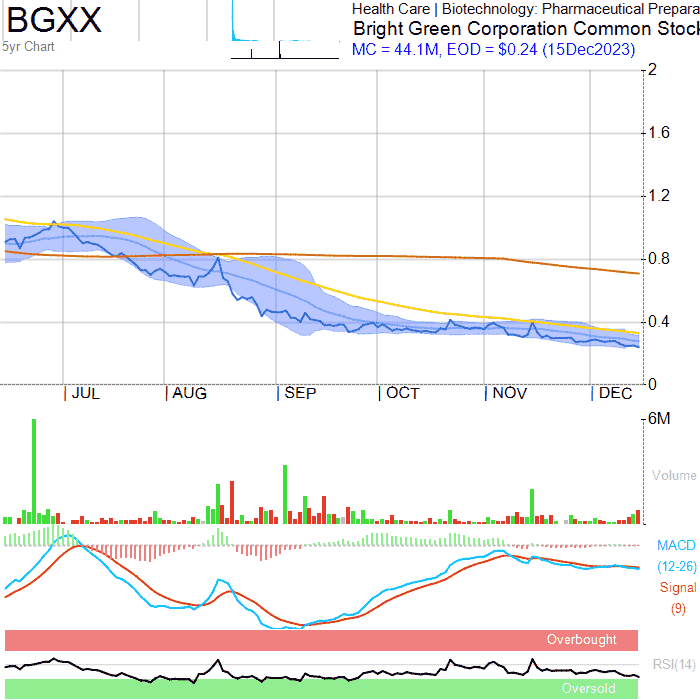 BGXX
5yr Chart
Health Care | Biotechnology: Pharmaceutical Prepara
Bright Green Corporation Common Stock
MC = 44.1M, EOD = $0.24 (15Dec2023)
2
1.6
1.2
0.8
0.4
0
| JUL | AUG | SEP | OCT | NOV | DEC
6M
Volume
MACD
(12-26)
Signal
(9)
Overbought
RSI(14)
Oversold